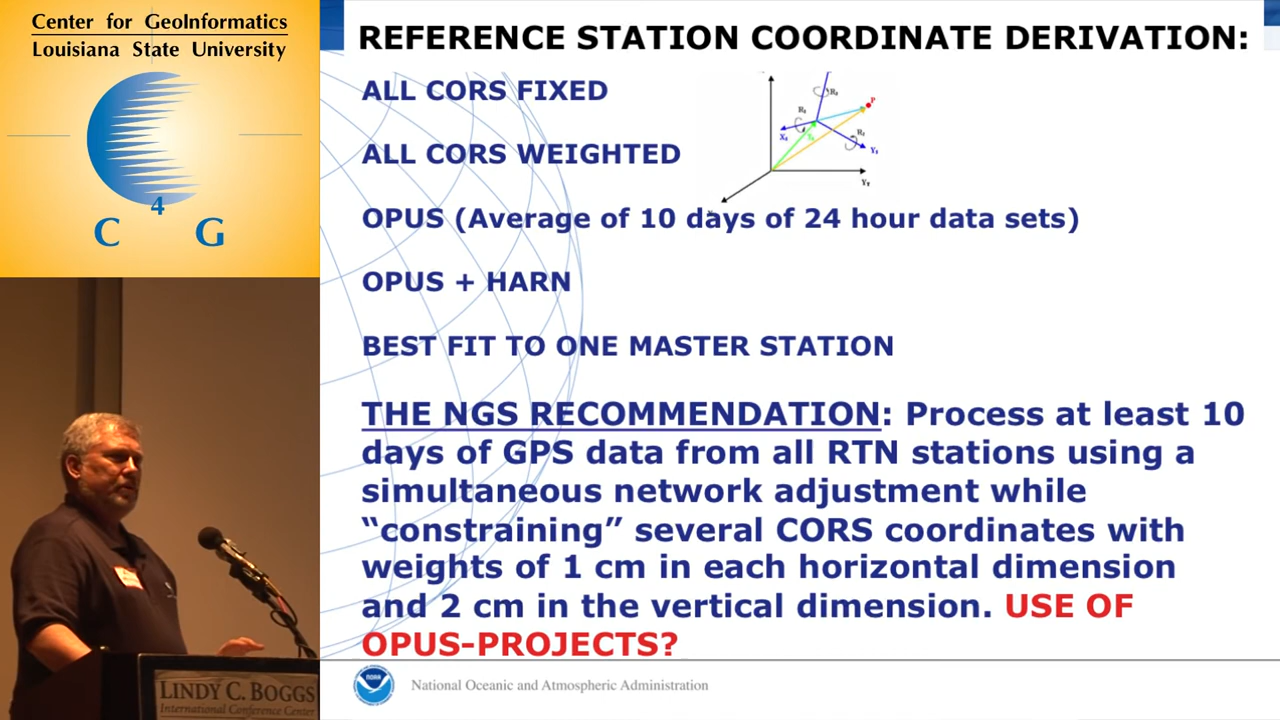 Center for GeoInformatics
Louisiana State University
C 4 G
REFERENCE STATION COORDINATE DERIVATION:
ALL CORS FIXED
ALL CORS WEIGHTED
OPUS (Average of 10 days of 24 hour data sets)
OPUS + HARN
BEST FIT TO ONE MASTER STATION
THE NGS RECOMMENDATION: Process at least 10
days of GPS data from all RTN stations using a
simultaneous network adjustment while
“constraining” several CORS coordinates with
weights of 1 cm in each horizontal dimension
and 2 cm in the vertical dimension. USE OF
OPUS-PROJECTS?
National Oceanic and Atmospheric Administration
LINDY C. BOGGS
International Conference Center